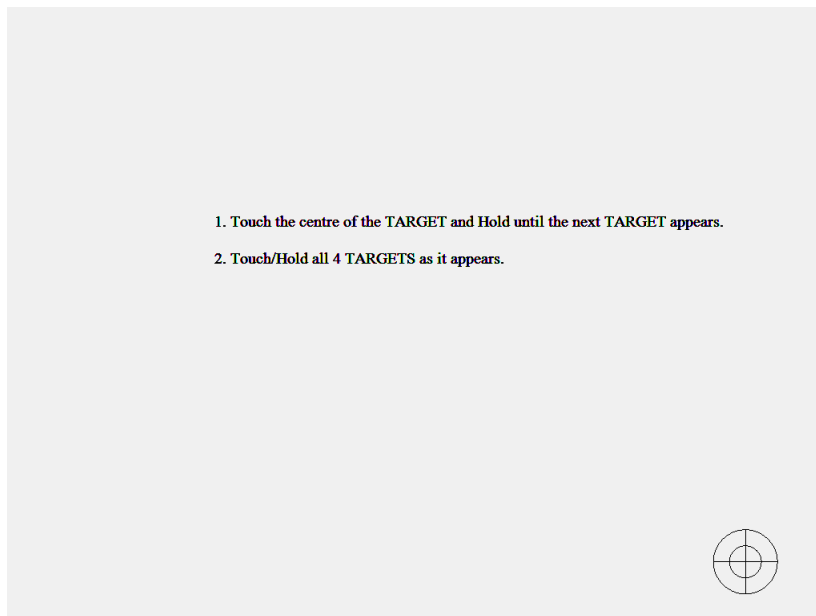 1. Touch the centre of the TARGET and Hold until the next TARGET appears.
2. Touch/Hold all 4 TARGETS as it appears.